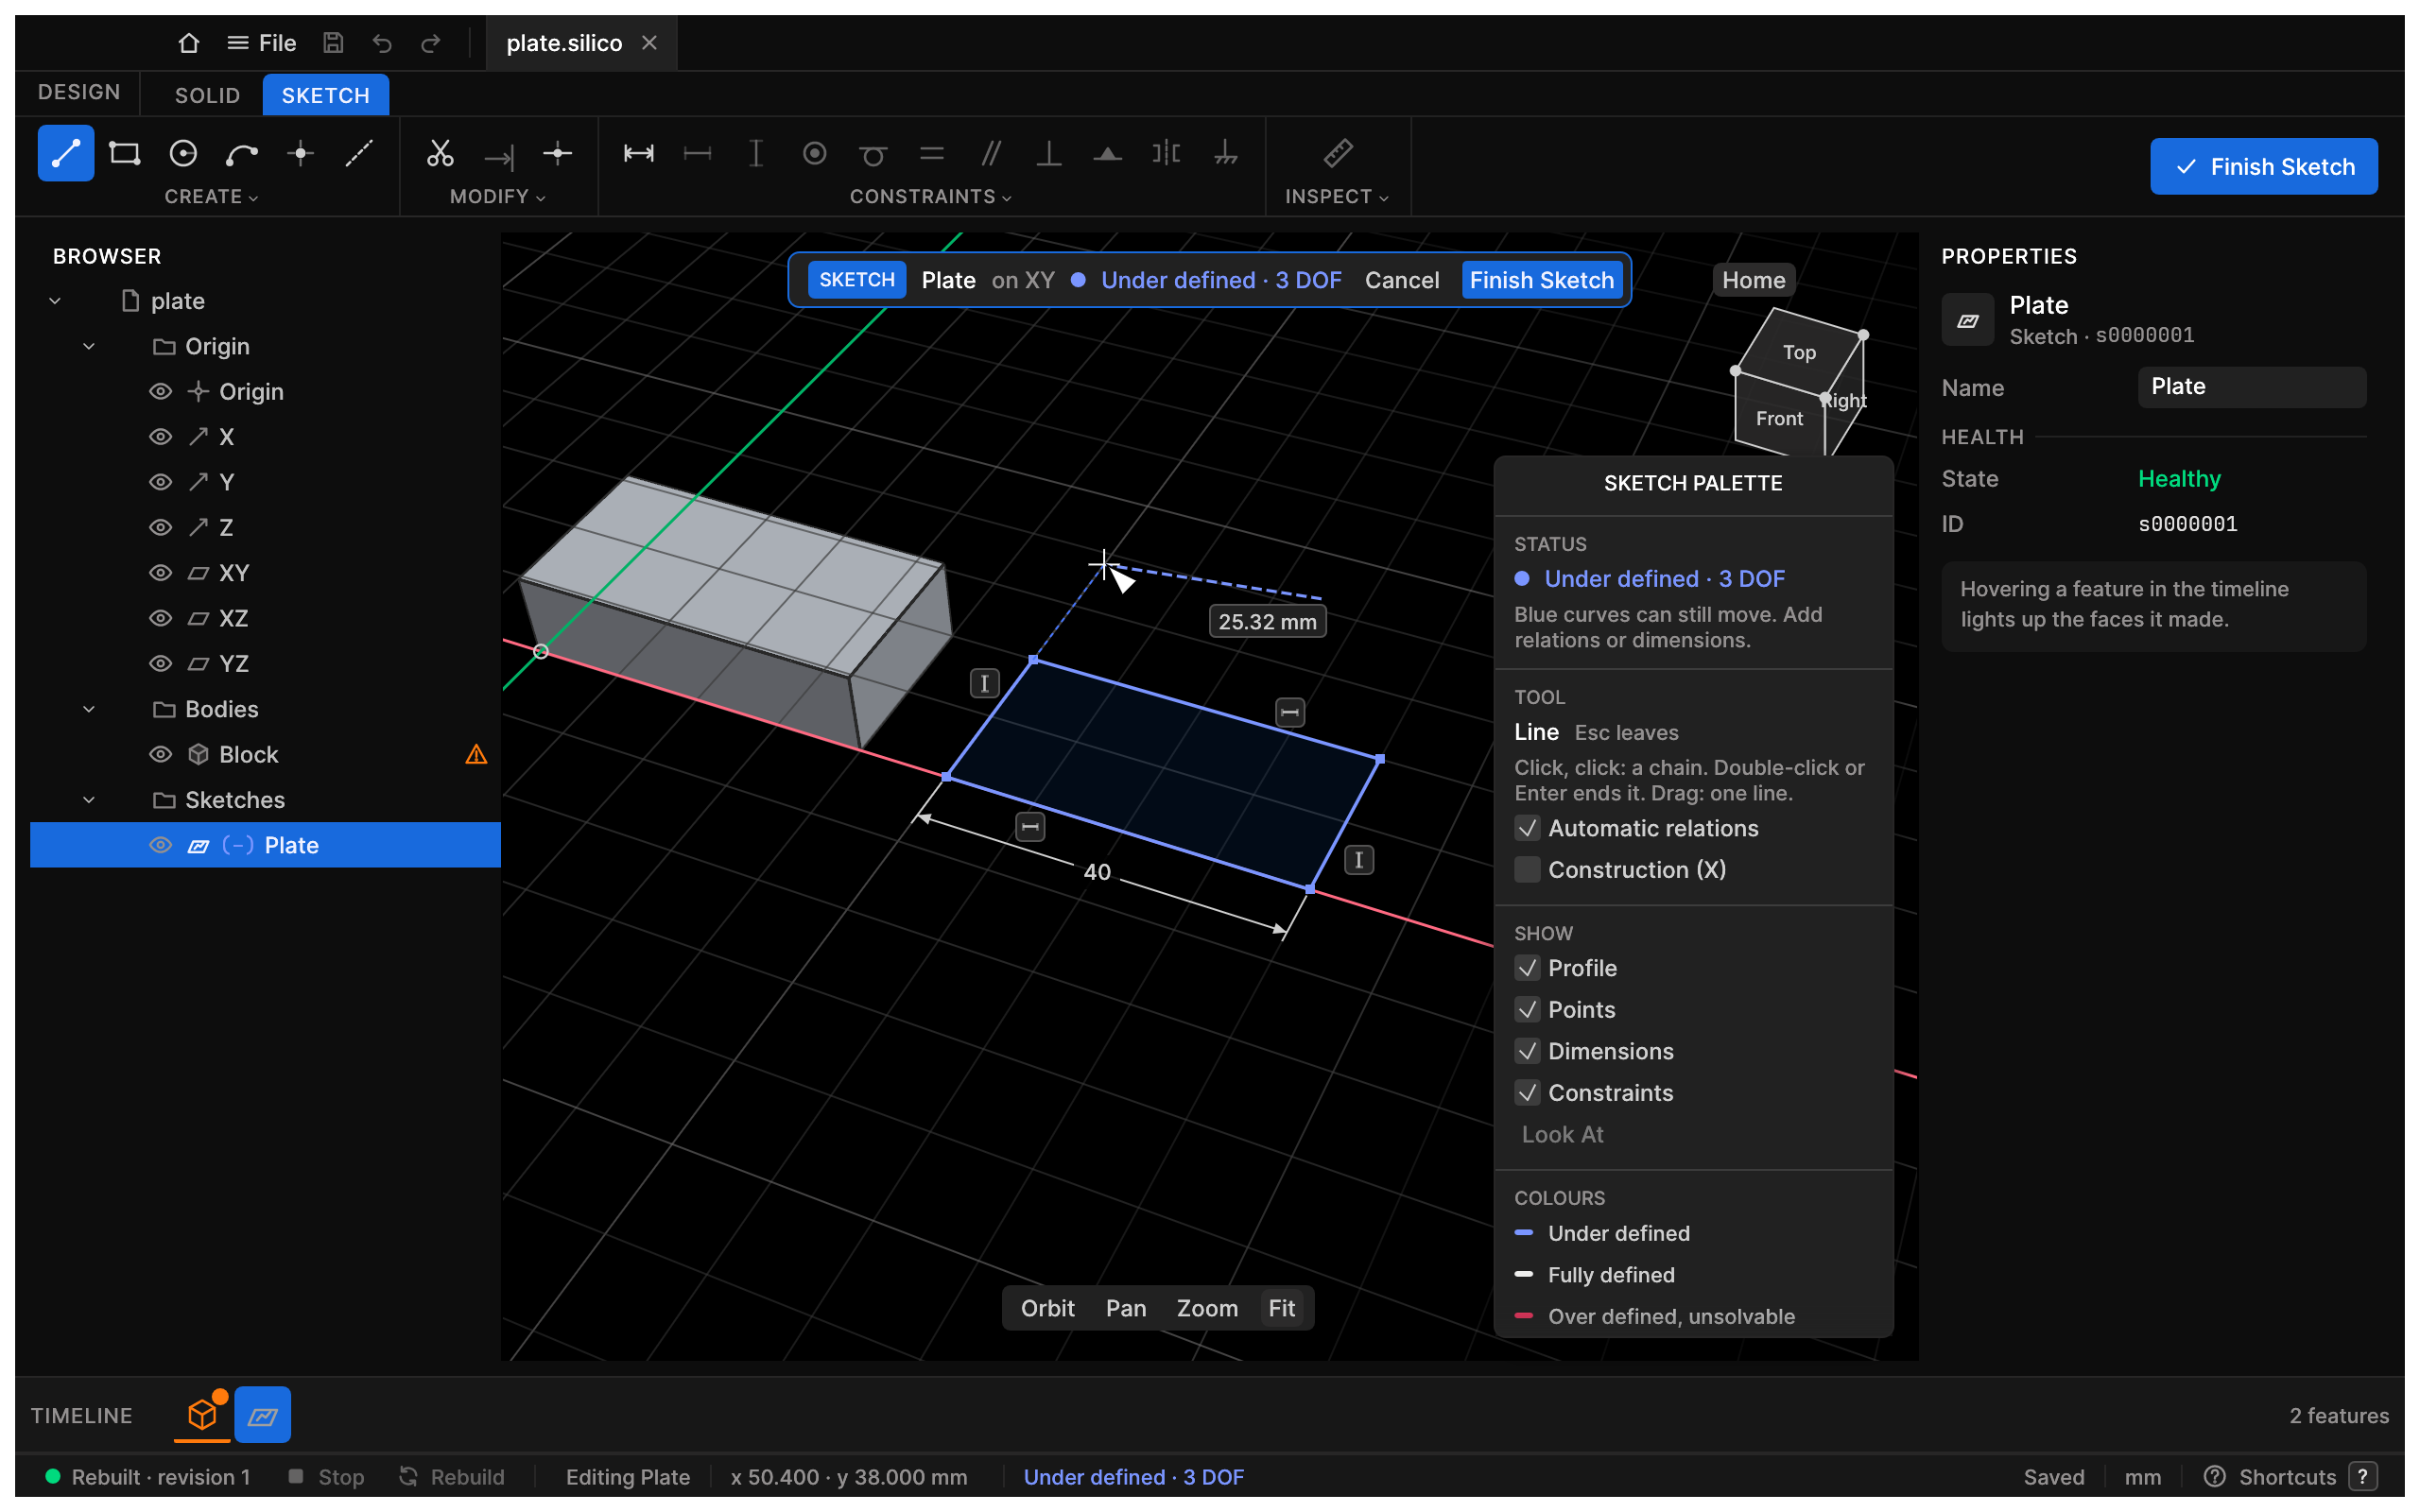 File
plate.silico
DESIGN
SOLID
SKETCH
CREATE
MODIFY
CONSTRAINTS
INSPECT
Finish Sketch
BROWSER
plate
Origin
Origin
X
Y
Z
XY
XZ
YZ
Bodies
Block
Sketches
(-) Plate
SKETCH Plate on XY Under defined · 3 DOF Cancel Finish Sketch
Home
Top
Front
Right
25.32 mm
40
SKETCH PALETTE
STATUS
Under defined · 3 DOF
Blue curves can still move. Add
relations or dimensions.
TOOL
Line Esc leaves
Click, click: a chain. Double-click or
Enter ends it. Drag: one line.
Automatic relations
Construction (X)
SHOW
Profile
Points
Dimensions
Constraints
Look At
COLOURS
Under defined
Fully defined
Over defined, unsolvable
Orbit Pan Zoom Fit
PROPERTIES
Plate
Sketch · s0000001
Name Plate
HEALTH
State Healthy
ID s0000001
Hovering a feature in the timeline
lights up the faces it made.
TIMELINE
2 features
Rebuilt · revision 1 Stop Rebuild Editing Plate x 50.400 · y 38.000 mm Under defined · 3 DOF Saved mm Shortcuts ?